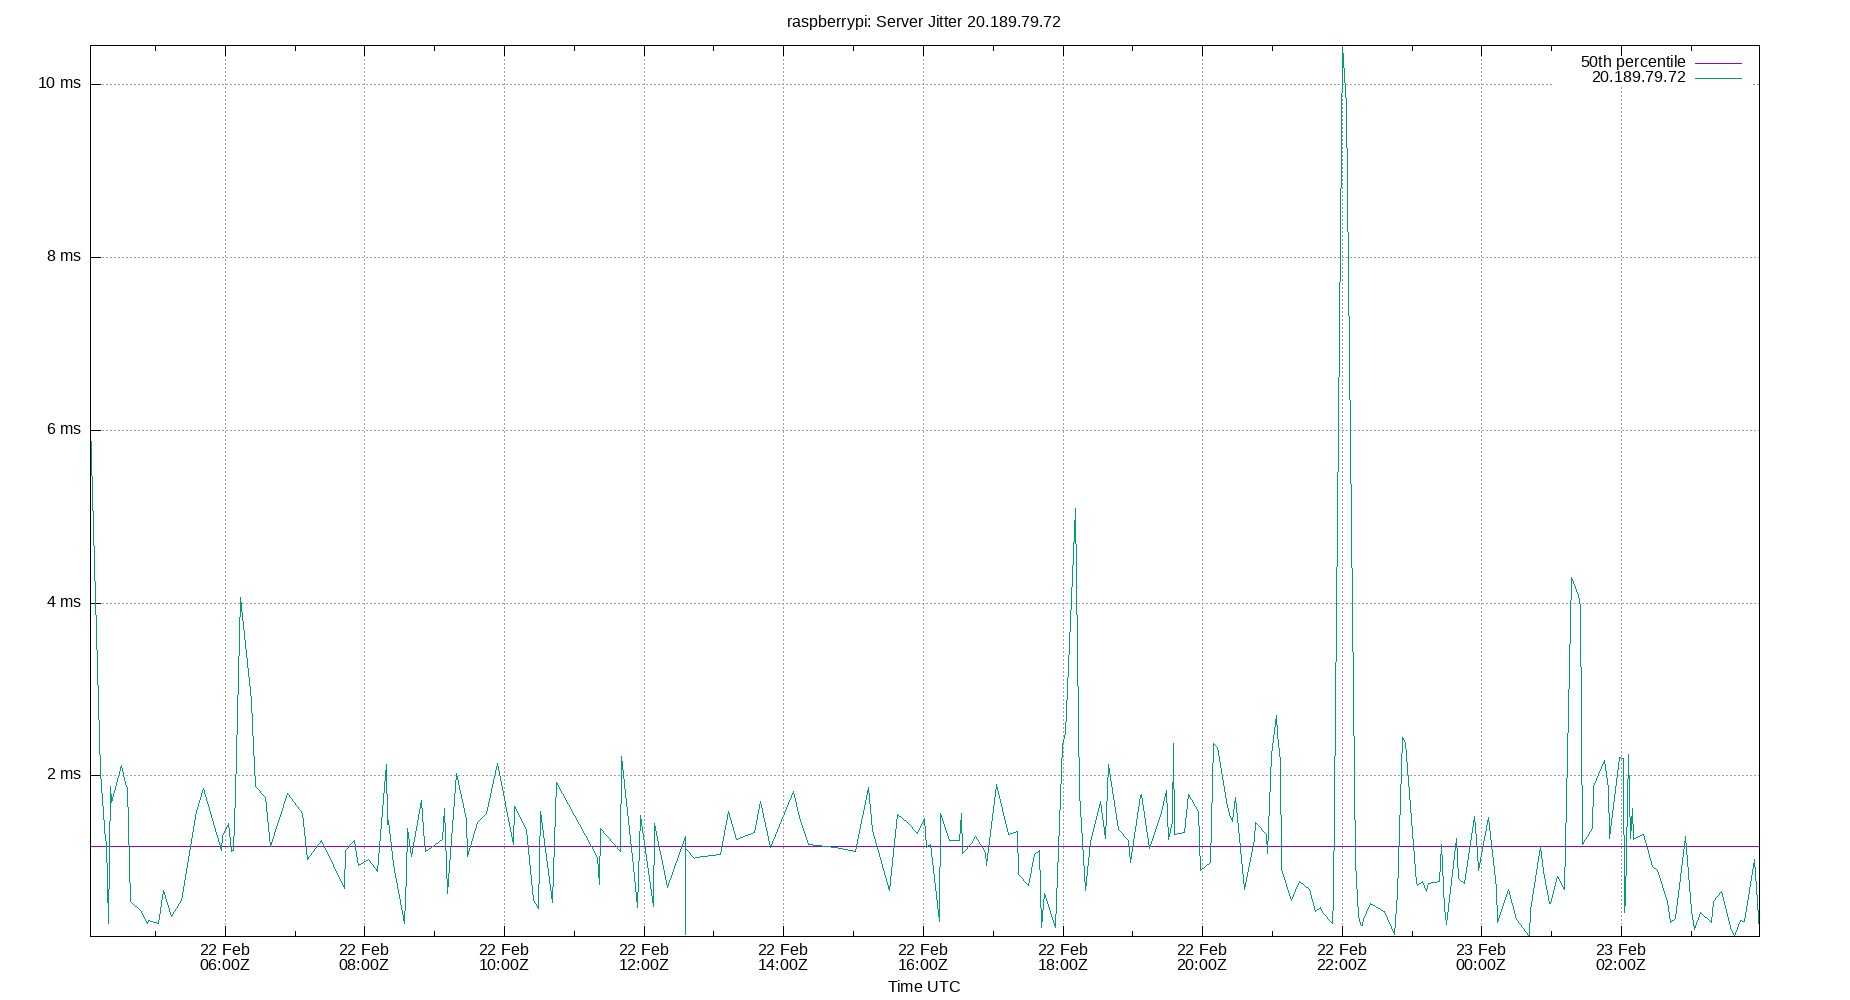 raspberrypi: Server Jitter 20.189.79.72
50th percentile
20.189.79.72
10 ms
8 ms
6 ms
4 ms
2 ms
22 Feb 22 Feb 22 Feb 22 Feb 22 Feb 22 Feb 22 Feb 22 Feb 22 Feb 23 Feb 23 Feb
06:00Z 08:00Z 10:00Z 12:00Z 14:00Z 16:00Z 18:00Z 20:00Z 22:00Z 00:00Z 02:00Z
Time UTC